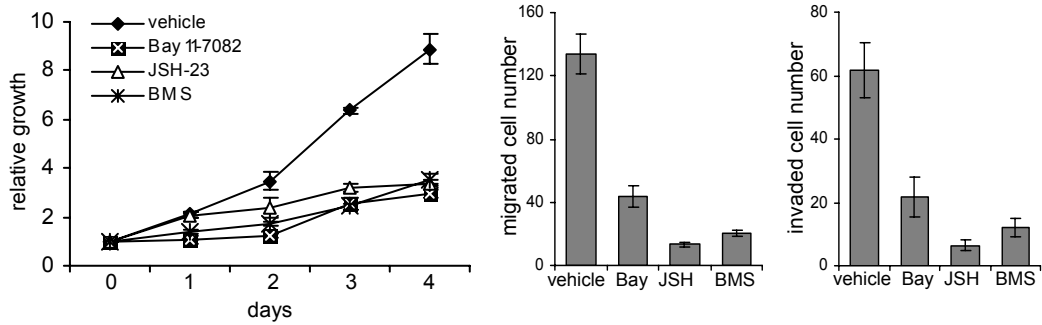 relative growth
10
8
6
4
2
0
vehicle
Bay 11-7082
JSH-23
BMS
0 1 2 3 4
days
migrated cell number
160
120
80
40
0
vehicle Bay JSH BMS
invaded cell number
80
60
40
20
0
vehicle Bay JSH BMS